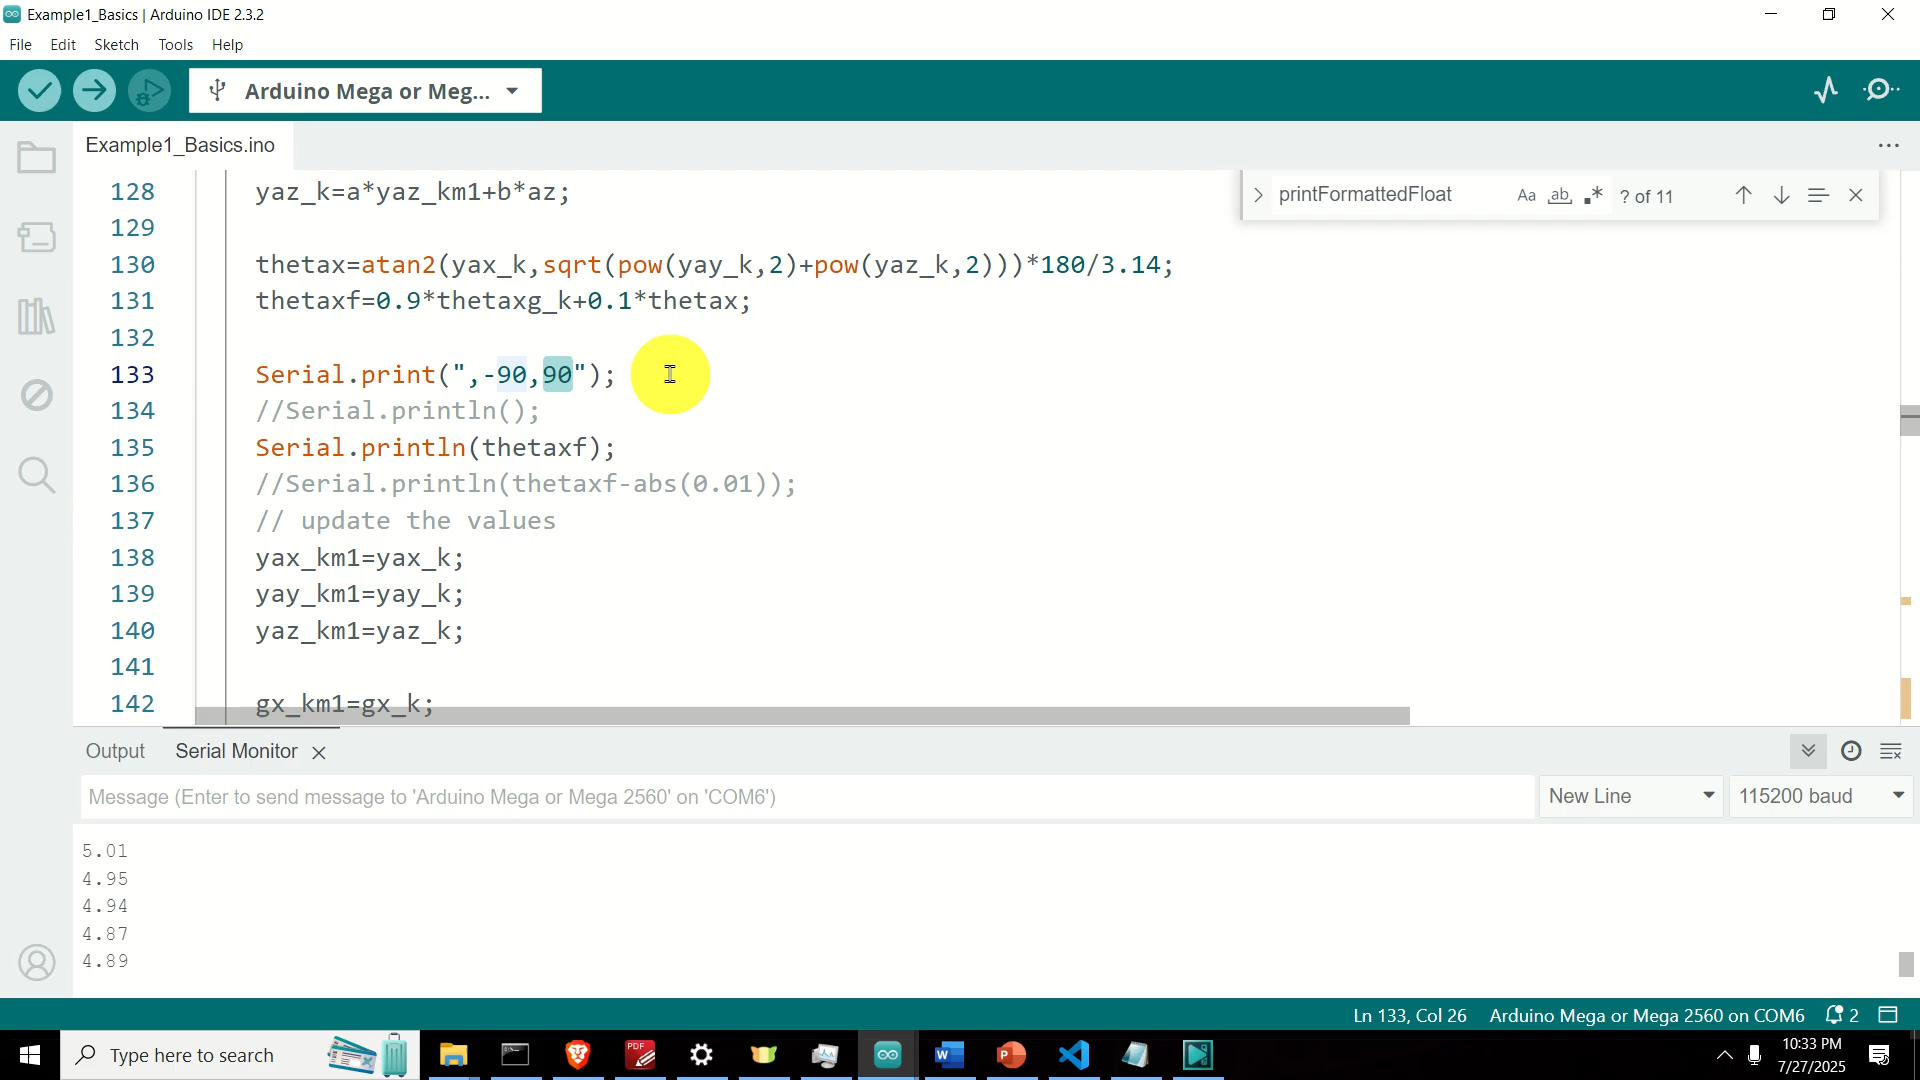 Example1_Basics | Arduino IDE 2.3.2
File Edit Sketch Tools Help
Arduino Mega or Meg...
Example1_Basics.ino
printFormattedFloat Aa ab .* ? of 11
128 yaz_k=a*yaz_km1+b*az;
129
130 thetax=atan2(yax_k,sqrt(pow(yay_k,2)+pow(yaz_k,2)))*180/3.14;
131 thetaxf=0.9*thetaxg_k+0.1*thetax;
132
133 Serial.print(",-90,90");
134 //Serial.println();
135 Serial.println(thetaxf);
136 //Serial.println(thetaxf-abs(0.01));
137 // update the values
138 yax_km1=yax_k;
139 yay_km1=yay_k;
140 yaz_km1=yaz_k;
141
142 gx_km1=gx_k;
Output Serial Monitor
Message (Enter to send message to 'Arduino Mega or Mega 2560' on 'COM6') New Line 115200 baud
5.01
4.95
4.94
4.87
4.89
Ln 133, Col 26 Arduino Mega or Mega 2560 on COM6 2
Type here to search
PDF
W
P
10:33 PM
7/27/2025